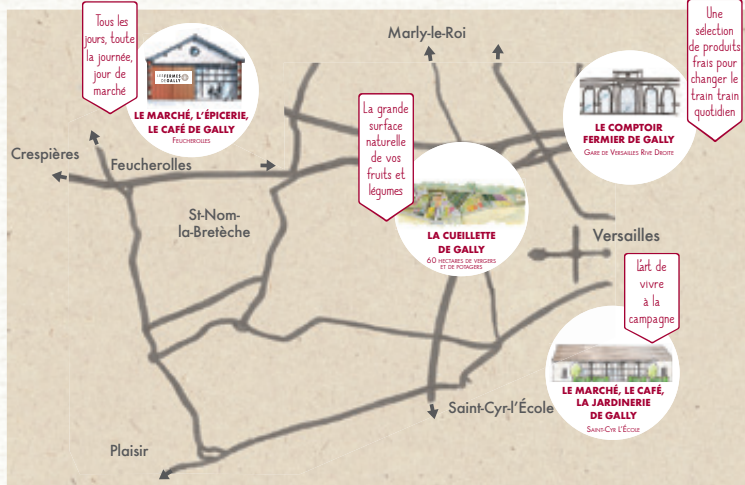 Tous les
jours, toute
la journée,
jour de
marché
LES FERMES
DE GALLY
LE MARCHÉ, L'ÉPICERIE,
LE CAFÉ DE GALLY
FEUCHEROLLES
Marly-le-Roi
Une
sélection
de produits
frais pour
changer le
train train
quotidien
LE COMPTOIR
FERMIER DE GALLY
GARE DE VERSAILLES RIVE DROITE
La grande
surface
naturelle
de vos
fruits et
légumes
LA CUEILLETTE
DE GALLY
60 HECTARES DE VERGERS
ET DE POTAGERS
Crespières
Feucherolles
St-Nom-
la-Bretèche
Versailles
L'art de
vivre
à la
campagne
LE MARCHÉ, LE CAFÉ,
LA JARDINERIE
DE GALLY
SAINT-CYR L'ÉCOLE
Saint-Cyr-l'École
Plaisir